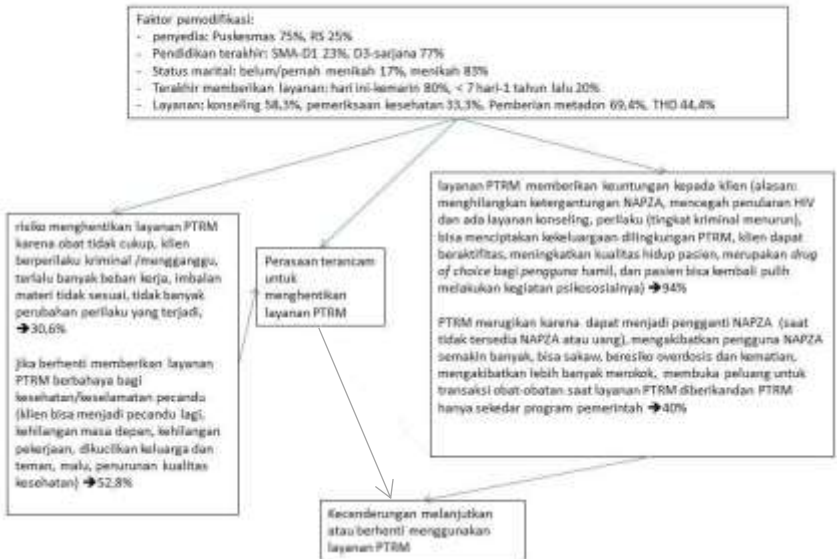 Faktor pemodifikasi:
- penyedia: Puskesmas 75%, RS 25%
- Pendidikan terakhir: SMA-D1 23%, D3-sarjana 77%
- Status marital: belum/pernah menikah 17%, menikah 83%
- Terakhir memberikan layanan: hari ini-kemarin 80%, < 7 hari-1 tahun lalu 20%
- Layanan: konseling 58,3%, pemeriksaan kesehatan 33,3%, Pemberian metadon 69,4%, THD 44,4%
risiko menghentikan layanan PTRM
karena obat tidak cukup, klien
berperilaku kriminal /mengganggu,
terlalu banyak beban kerja, imbalan
materi tidak sesuai, tidak banyak
perubahan perilaku yang terjadi,
➔30,6%
jika berhenti memberikan layanan
PTRM berbahaya bagi
kesehatan/keselamatan pecandu
(klien bisa menjadi pecandu lagi,
kehilangan masa depan, kehilangan
pekerjaan, dikucilkan keluarga dan
teman, malu, penurunan kualitas
kesehatan) ➔52,8%
Perasaan terancam
untuk
menghentikan
layanan PTRM
layanan PTRM memberikan keuntungan kepada klien (alasan:
menghilangkan ketergantungan NAPZA, mencegah penularan HIV
dan ada layanan konseling, perilaku (tingkat kriminal menurun),
bisa menciptakan kekeluargaan dilingkungan PTRM, klien dapat
beraktifitas, meningkatkan kualitas hidup pasien, merupakan drug
of choice bagi pengguna hamil, dan pasien bisa kembali pulih
melakukan kegiatan psikososialnya) ➔94%
PTRM merugikan karena dapat menjadi pengganti NAPZA (saat
tidak tersedia NAPZA atau uang), mengakibatkan pengguna NAPZA
semakin banyak, bisa sakaw, beresiko overdosis dan kematian,
mengakibatkan lebih banyak merokok, membuka peluang untuk
transaksi obat-obatan saat layanan PTRM diberikandan PTRM
hanya sekedar program pemerintah ➔40%
Kecenderungan melanjutkan
atau berhenti menggunakan
layanan PTRM